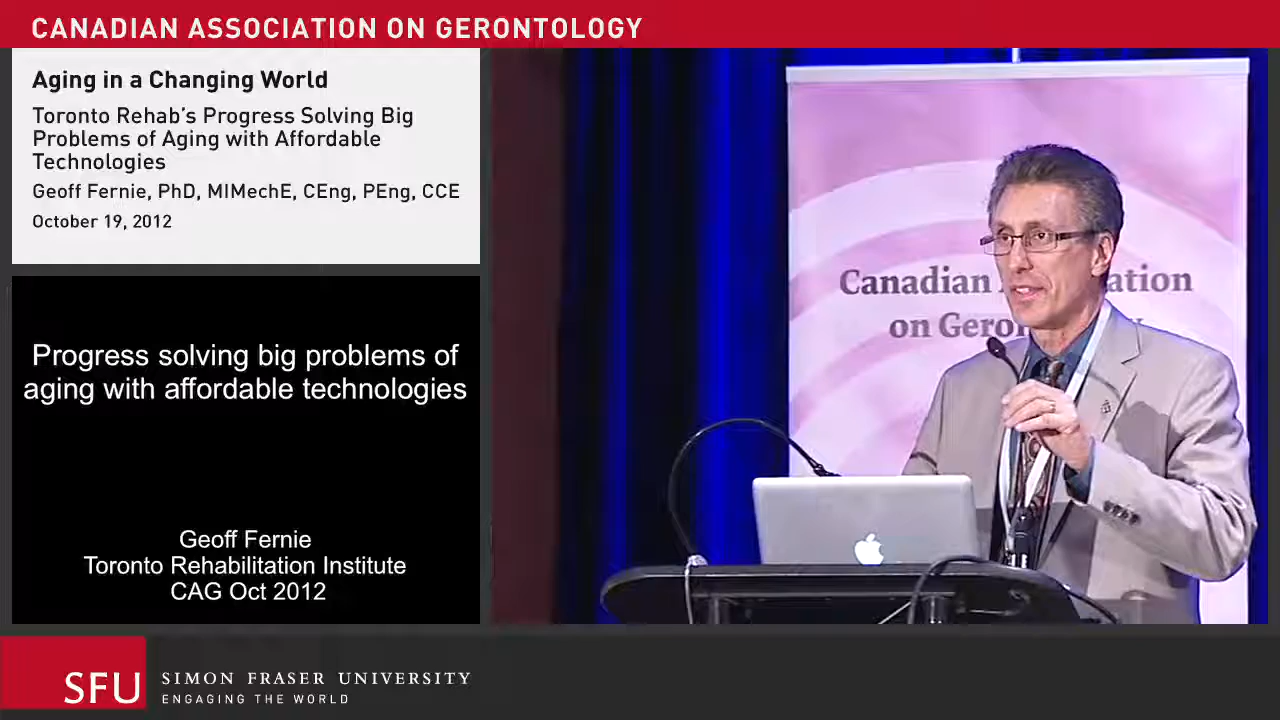 CANADIAN ASSOCIATION ON GERONTOLOGY
Aging in a Changing World
Toronto Rehab's Progress Solving Big
Problems of Aging with Affordable
Technologies
Geoff Fernie, PhD, MIMechE, CEng, PEng, CCE
October 19, 2012
Progress solving big problems of
aging with affordable technologies
Geoff Fernie
Toronto Rehabilitation Institute
CAG Oct 2012
Canadian
on
SFU
SIMON FRASER UNIVERSITY
ENGAGING THE WORLD